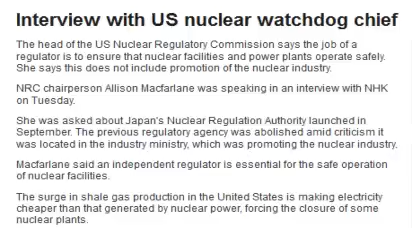 Interview with US nuclear watchdog chief
The head of the US Nuclear Regulatory Commission says the job of a
regulator is to ensure that nuclear facilities and power plants operate safely.
She says this does not include promotion of the nuclear industry.
NRC chairperson Allison Macfarlane was speaking in an interview with NHK
on Tuesday.
She was asked about Japan's Nuclear Regulation Authority launched in
September. The previous regulatory agency was abolished amid criticism it
was located in the industry ministry, which was promoting the nuclear industry.
Macfarlane said an independent regulator is essential for the safe operation
of nuclear facilities.
The surge in shale gas production in the United States is making electricity
cheaper than that generated by nuclear power, forcing the closure of some
nuclear plants.